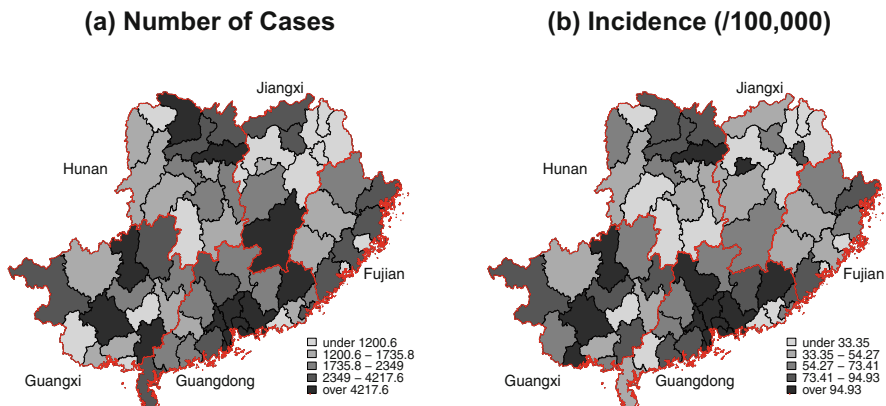 (a) Number of Cases
Jiangxi
Hunan
Fujian
Guangxi
Guangdong
under 1200.6
1200.6 – 1735.8
1735.8 – 2349
2349 – 4217.6
over 4217.6
(b) Incidence (/100,000)
Jiangxi
Hunan
Fujian
Guangxi
Guangdong
under 33.35
33.35 – 54.27
54.27 – 73.41
73.41 – 94.93
over 94.93